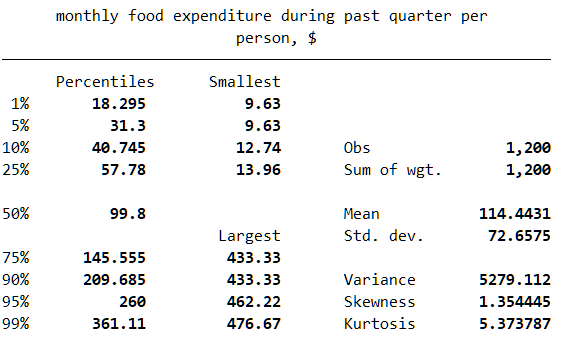 monthly food expenditure during past quarter per
person, $
Percentiles Smallest
1% 18.295 9.63
5% 31.3 9.63
10% 40.745 12.74 Obs 1,200
25% 57.78 13.96 Sum of wgt. 1,200
50% 99.8 Mean 114.4431
Largest Std. dev. 72.6575
75% 145.555 433.33
90% 209.685 433.33 Variance 5279.112
95% 260 462.22 Skewness 1.354445
99% 361.11 476.67 Kurtosis 5.373787